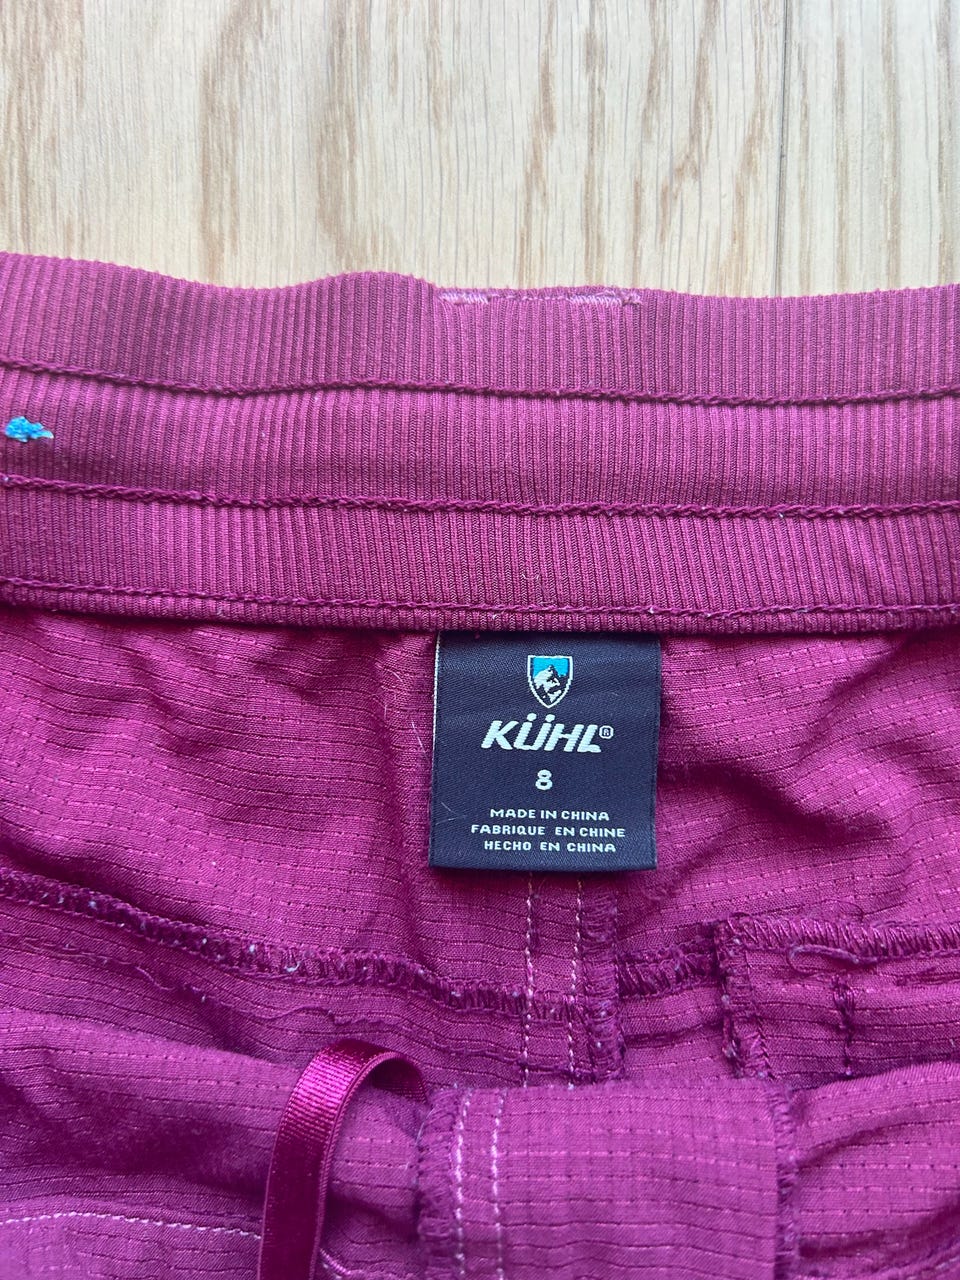 KÜHL®
8
MADE IN CHINA
FABRIQUE EN CHINE
HECHO EN CHINA